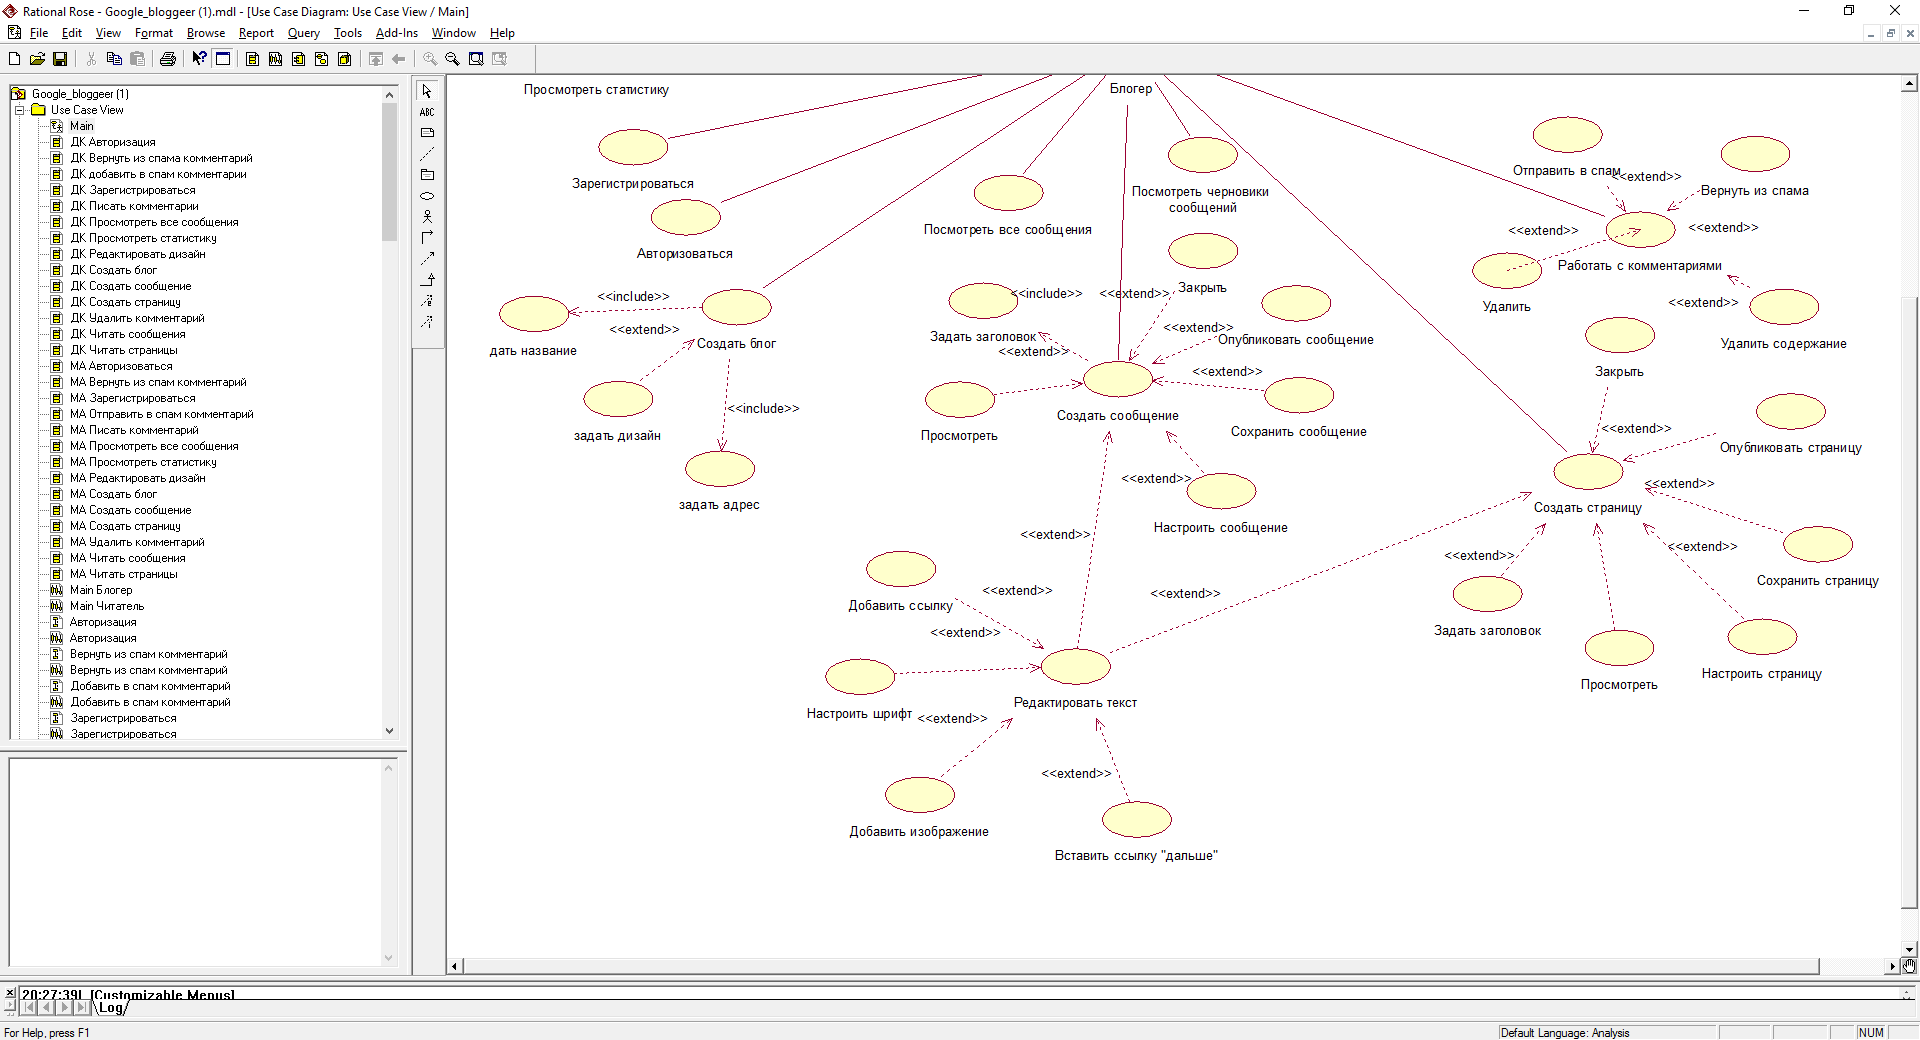 Rational Rose - Google_bloggeer (1).mdl - [Use Case Diagram: Use Case View / Main]
File Edit View Format Browse Report Query Tools Add-Ins Window Help
ABC
Google_bloggeer (1)
Use Case View
Main
ДК Авторизация
ДК Вернуть из спама комментарий
ДК добавить в спам комментарии
ДК Зарегистрироваться
ДК Писать комментарии
ДК Просмотреть все сообщения
ДК Просмотреть статистику
ДК Редактировать дизайн
ДК Создать блог
ДК Создать сообщение
ДК Создать страницу
ДК Удалить комментарий
ДК Читать сообщения
ДК Читать страницы
МА Авторизоваться
МА Вернуть из спам комментарий
МА Зарегистрироваться
МА Отправить в спам комментарий
МА Писать комментарий
МА Просмотреть все сообщения
МА Просмотреть статистику
МА Редактировать дизайн
МА Создать блог
МА Создать сообщение
МА Создать страницу
МА Удалить комментарий
МА Читать сообщения
МА Читать страницы
Main Блогер
Main Читатель
Авторизация
Авторизация
Вернуть из спам комментарий
Вернуть из спам комментарий
Добавить в спам комментарий
Добавить в спам комментарий
Зарегистрироваться
Зарегистрироваться
Просмотреть статистику
Блогер
Зарегистрироваться
Авторизоваться
Посмотреть все сообщения
Посмотреть черновики
сообщений
Отправить в спам
<<extend>>
Вернуть из спама
<<extend>>
<<extend>>
Работать с комментариями
Удалить
<<extend>>
Удалить содержание
<<include>>
<<extend>>
дать название
Создать блог
задать дизайн
<<include>>
задать адрес
<<include>>
<<extend>>
Закрыть
Задать заголовок
<<extend>>
<<extend>>
Опубликовать сообщение
<<extend>>
Создать сообщение
Просмотреть
Сохранить сообщение
<<extend>>
Настроить сообщение
<<extend>>
Закрыть
<<extend>>
Опубликовать страницу
<<extend>>
Создать страницу
<<extend>>
<<extend>>
Сохранить страницу
Задать заголовок
Просмотреть
Настроить страницу
<<extend>>
Добавить ссылку
<<extend>>
<<extend>>
Редактировать текст
Настроить шрифт
<<extend>>
<<extend>>
Добавить изображение
Вставить ссылку "дальше"
20:27:39| [Customizable Menus]
Log
For Help, press F1
Default Language: Analysis
NUM